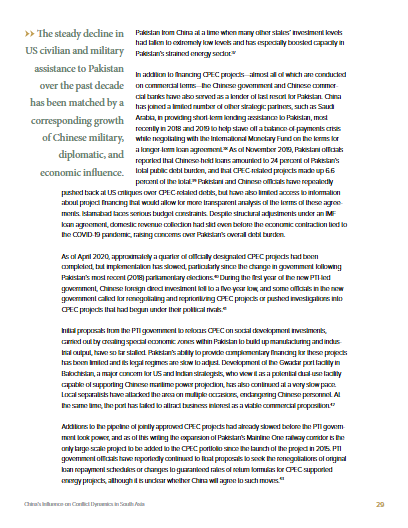 ›› The steady decline in
US civilian and military
assistance to Pakistan
over the past decade
has been matched by a
corresponding growth
of Chinese military,
diplomatic, and
economic influence.
Pakistan from China at a time when many other states' investment levels
had fallen to extremely low levels and has especially boosted capacity in
Pakistan's strained energy sector.³⁷
In addition to financing CPEC projects—almost all of which are conducted
on commercial terms—the Chinese government and Chinese commer-
cial banks have also served as a lender of last resort for Pakistan. China
has joined a limited number of other strategic partners, such as Saudi
Arabia, in providing short-term lending assistance to Pakistan, most
recently in 2018 and 2019 to help stave off a balance-of-payments crisis
while negotiating with the International Monetary Fund on the terms for
a longer-term loan agreement.³⁸ As of November 2019, Pakistani officials
reported that Chinese-held loans amounted to 24 percent of Pakistan's
total public debt burden, and that CPEC-related projects made up 6.6
percent of the total.³⁹ Pakistani and Chinese officials have repeatedly
pushed back at US critiques over CPEC-related debts, but have also limited access to information
about project financing that would allow for more transparent analysis of the terms of these agree-
ments. Islamabad faces serious budget constraints. Despite structural adjustments under an IMF
loan agreement, domestic revenue collection had slid even before the economic contraction tied to
the COVID-19 pandemic, raising concerns over Pakistan's overall debt burden.
As of April 2020, approximately a quarter of officially designated CPEC projects had been
completed, but implementation has slowed, particularly since the change in government following
Pakistan's most recent (2018) parliamentary elections.⁴⁰ During the first year of the new PTI-led
government, Chinese foreign direct investment fell to a five-year low, and some officials in the new
government called for renegotiating and reprioritizing CPEC projects or pushed investigations into
CPEC projects that had begun under their political rivals.⁴¹
Initial proposals from the PTI government to refocus CPEC on social development investments,
carried out by creating special economic zones within Pakistan to build up manufacturing and indus-
trial output, have so far stalled. Pakistan's ability to provide complementary financing for these projects
has been limited and its legal regimes are slow to adjust. Development of the Gwadar port facility in
Balochistan, a major concern for US and Indian strategists, who view it as a potential dual-use facility
capable of supporting Chinese maritime power projection, has also continued at a very slow pace.
Local separatists have attacked the area on multiple occasions, endangering Chinese personnel. At
the same time, the port has failed to attract business interest as a viable commercial proposition.⁴²
Additions to the pipeline of jointly approved CPEC projects had already slowed before the PTI govern-
ment took power, and as of this writing the expansion of Pakistan's Mainline One railway corridor is the
only large-scale project to be added to the CPEC portfolio since the launch of the project in 2015. PTI
government officials have reportedly continued to float proposals to seek the renegotiations of original
loan repayment schedules or changes to guaranteed rates of return formulas for CPEC-supported
energy projects, although it is unclear whether China will agree to such moves.⁴³
China's Influence on Conflict Dynamics in South Asia
29